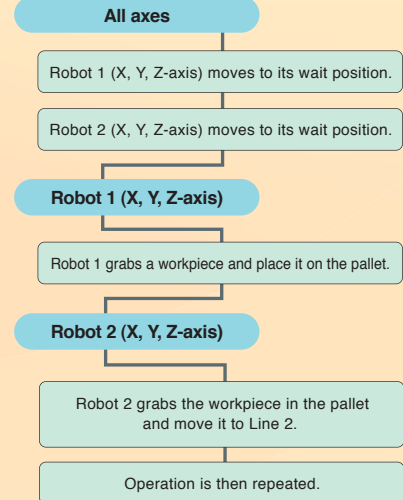 All axes
Robot 1 (X, Y, Z-axis) moves to its wait position.
Robot 2 (X, Y, Z-axis) moves to its wait position.
Robot 1 (X, Y, Z-axis)
Robot 1 grabs a workpiece and place it on the pallet.
Robot 2 (X, Y, Z-axis)
Robot 2 grabs the workpiece in the pallet
and move it to Line 2.
Operation is then repeated.